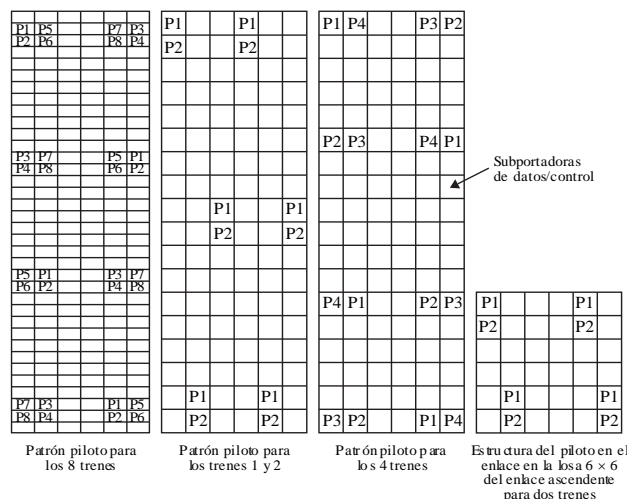 P1 P5 P7 P3
P2 P6 P8 P4
P3 P7 P5 P1
P4 P8 P6 P2
P5 P1 P3 P7
P6 P2 P4 P8
P7 P3 P1 P5
P8 P4 P2 P6
Patrón piloto para
los 8 trenes
P1 P1
P2 P2
P1 P1
P2 P2
P1 P1
P2 P2
Patrón piloto para
los trenes 1 y 2
P1 P4 P3 P2
P2 P3 P4 P1
P4 P1 P2 P3
P3 P2 P1 P4
Patrón piloto para
los 4 trenes
Subportadoras
de datos/control
P1 P1
P2 P2
P1 P1
P2 P2
Estructura del piloto en el
enlace en la losa 6 × 6
del enlace ascendente
para dos trenes